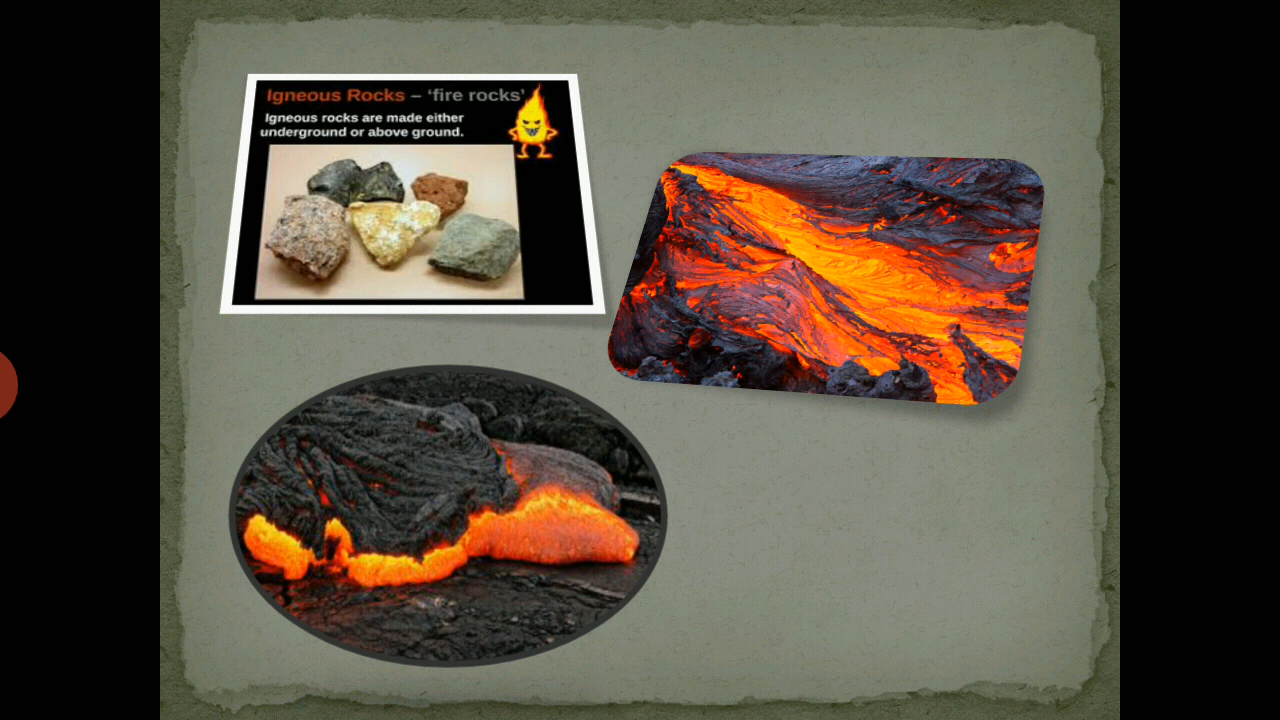 Igneous Rocks – ‘fire rocks’
Igneous rocks are made either
underground or above ground.